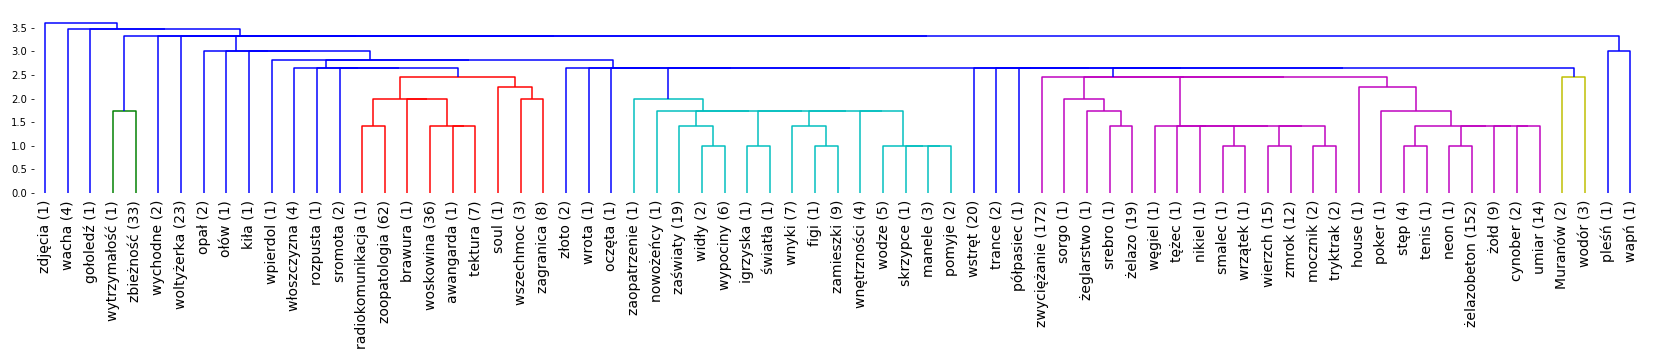 3.5
3.0
2.5
2.0
1.5
1.0
0.5
0.0
zdjęcia (1)
wacha (4)
gołoledź (1)
wytrzymałość (1)
zbieżność (33)
wychodne (2)
woltyżerka (23)
opał (2)
ołów (1)
kiła (1)
wpierdol (1)
włoszczyzna (4)
rozpusta (1)
sromota (2)
radiokomunikacja (1)
zoopatologia (62)
brawura (1)
woskowina (36)
awangarda (1)
tektura (7)
soul (1)
wszechmoc (3)
zagranica (8)
złoto (2)
wrota (1)
oczęta (1)
zaopatrzenie (1)
nowożeńcy (1)
zaświaty (19)
widły (2)
wypociny (6)
igrzyska (1)
światła (1)
wnyki (7)
figi (1)
zamieszki (9)
wnętrzności (4)
wodze (5)
skrzypce (1)
manele (3)
pomyje (2)
wstręt (20)
trance (2)
półpasiec (1)
zwyciężanie (172)
sorgo (1)
żeglarstwo (1)
srebro (1)
żelazo (19)
węgiel (1)
tężec (1)
nikiel (1)
smalec (1)
wrzątek (1)
wierzch (15)
zmrok (12)
mocznik (2)
tryktrak (2)
house (1)
poker (1)
stęp (4)
tenis (1)
neon (1)
żelazobeton (152)
żołd (9)
cynober (2)
umiar (14)
Muranów (2)
wodór (3)
pleśń (1)
wapń (1)